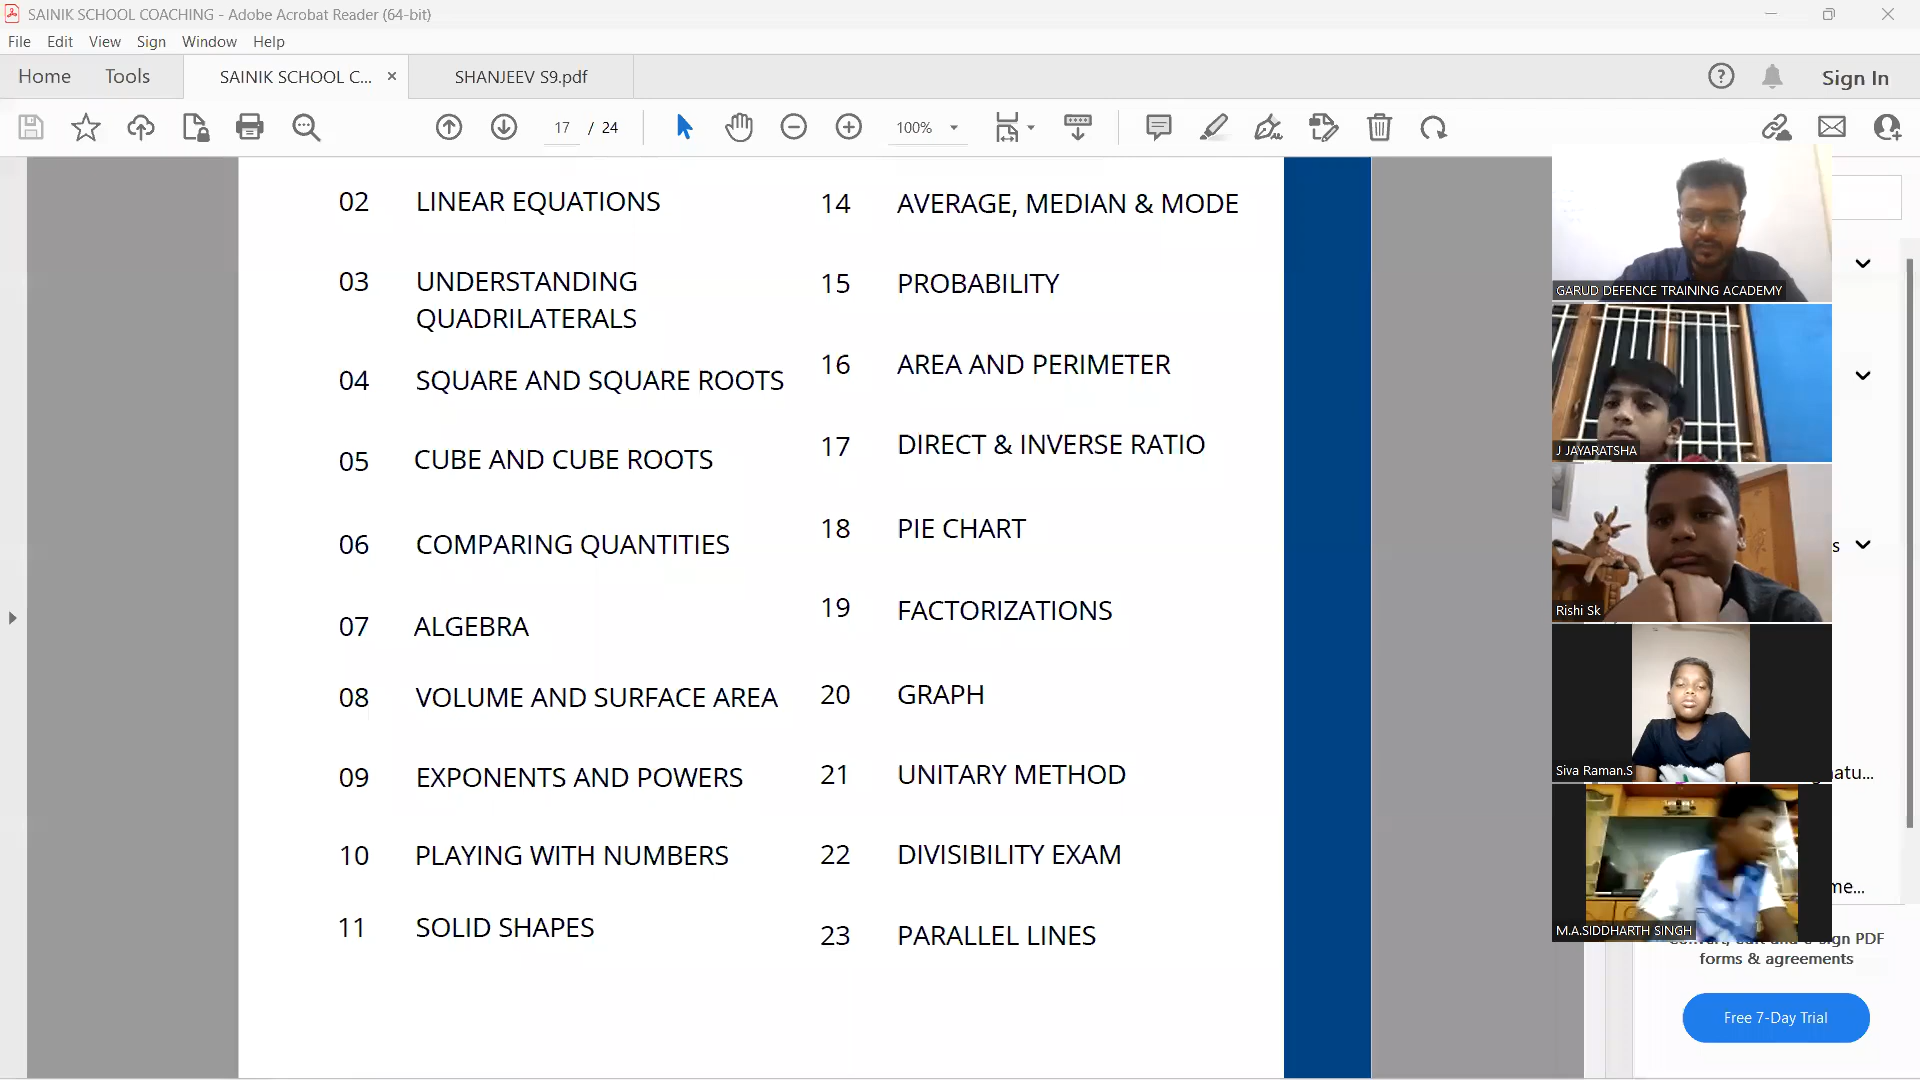 SAINIK SCHOOL COACHING - Adobe Acrobat Reader (64-bit)
File Edit View Sign Window Help
Home Tools SAINIK SCHOOL C... × SHANJEEV S9.pdf Sign In
17 / 24 100%
02 LINEAR EQUATIONS
03 UNDERSTANDING
QUADRILATERALS
04 SQUARE AND SQUARE ROOTS
05 CUBE AND CUBE ROOTS
06 COMPARING QUANTITIES
07 ALGEBRA
08 VOLUME AND SURFACE AREA
09 EXPONENTS AND POWERS
10 PLAYING WITH NUMBERS
11 SOLID SHAPES
14 AVERAGE, MEDIAN & MODE
15 PROBABILITY
16 AREA AND PERIMETER
17 DIRECT & INVERSE RATIO
18 PIE CHART
19 FACTORIZATIONS
20 GRAPH
21 UNITARY METHOD
22 DIVISIBILITY EXAM
23 PARALLEL LINES
GARUD DEFENCE TRAINING ACADEMY
J JAYARATSHA
Rishi Sk
Siva Raman.S
M.A.SIDDHARTH SINGH
s
atu...
me...
sign PDF
forms & agreements
Free 7-Day Trial